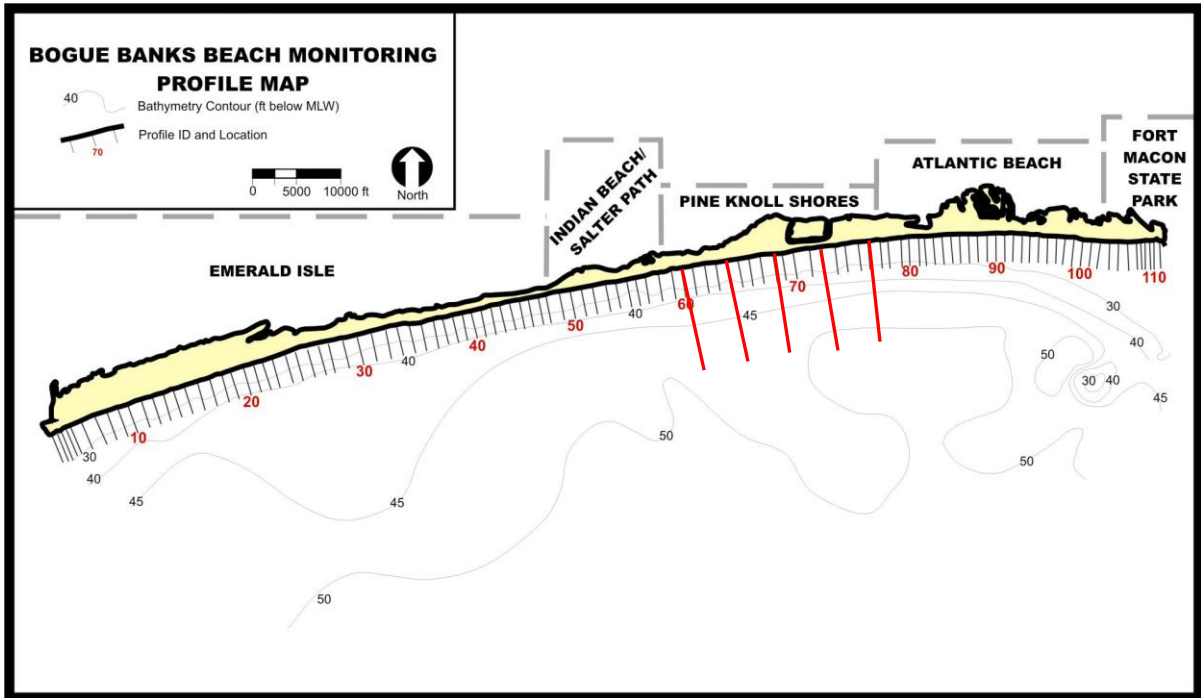 BOGUE BANKS BEACH MONITORING
PROFILE MAP
40
Bathymetry Contour (ft below MLW)
Profile ID and Location
70
0 5000 10000 ft
North
EMERALD ISLE
INDIAN BEACH/
SALTER PATH
PINE KNOLL SHORES
ATLANTIC BEACH
FORT
MACON
STATE
PARK
10
20
30
40
50
60
70
80
90
100
110
30
40
45
40
45
40
45
50
50
50
30
40
30
40
45
50
50